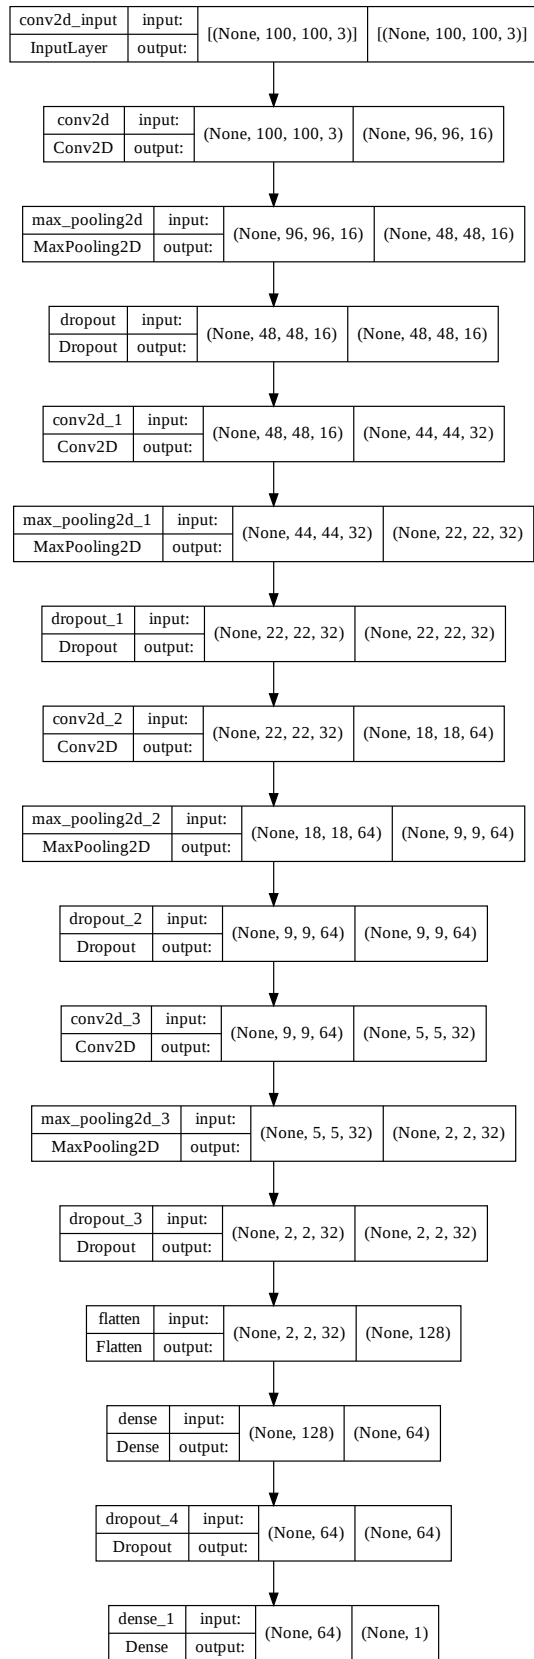 conv2d_input input: [(None, 100, 100, 3)] [(None, 100, 100, 3)]
InputLayer output:
conv2d input: (None, 100, 100, 3) (None, 96, 96, 16)
Conv2D output:
max_pooling2d input: (None, 96, 96, 16) (None, 48, 48, 16)
MaxPooling2D output:
dropout input: (None, 48, 48, 16) (None, 48, 48, 16)
Dropout output:
conv2d_1 input: (None, 48, 48, 16) (None, 44, 44, 32)
Conv2D output:
max_pooling2d_1 input: (None, 44, 44, 32) (None, 22, 22, 32)
MaxPooling2D output:
dropout_1 input: (None, 22, 22, 32) (None, 22, 22, 32)
Dropout output:
conv2d_2 input: (None, 22, 22, 32) (None, 18, 18, 64)
Conv2D output:
max_pooling2d_2 input: (None, 18, 18, 64) (None, 9, 9, 64)
MaxPooling2D output:
dropout_2 input: (None, 9, 9, 64) (None, 9, 9, 64)
Dropout output:
conv2d_3 input: (None, 9, 9, 64) (None, 5, 5, 32)
Conv2D output:
max_pooling2d_3 input: (None, 5, 5, 32) (None, 2, 2, 32)
MaxPooling2D output:
dropout_3 input: (None, 2, 2, 32) (None, 2, 2, 32)
Dropout output:
flatten input: (None, 2, 2, 32) (None, 128)
Flatten output:
dense input: (None, 128) (None, 64)
Dense output:
dropout_4 input: (None, 64) (None, 64)
Dropout output:
dense_1 input: (None, 64) (None, 1)
Dense output: